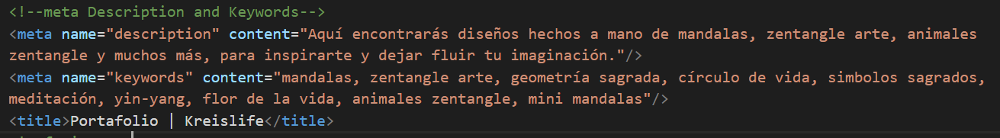 <!--meta Description and Keywords-->
<meta name="description" content="Aquí encontrarás diseños hechos a mano de mandalas, zentangle arte, animales
zentangle y muchos más, para inspirarte y dejar fluir tu imaginación."/>
<meta name="keywords" content="mandalas, zentangle arte, geometría sagrada, círculo de vida, simbolos sagrados,
meditación, yin-yang, flor de la vida, animales zentangle, mini mandalas"/>
<title>Portafolio | Kreislife</title>